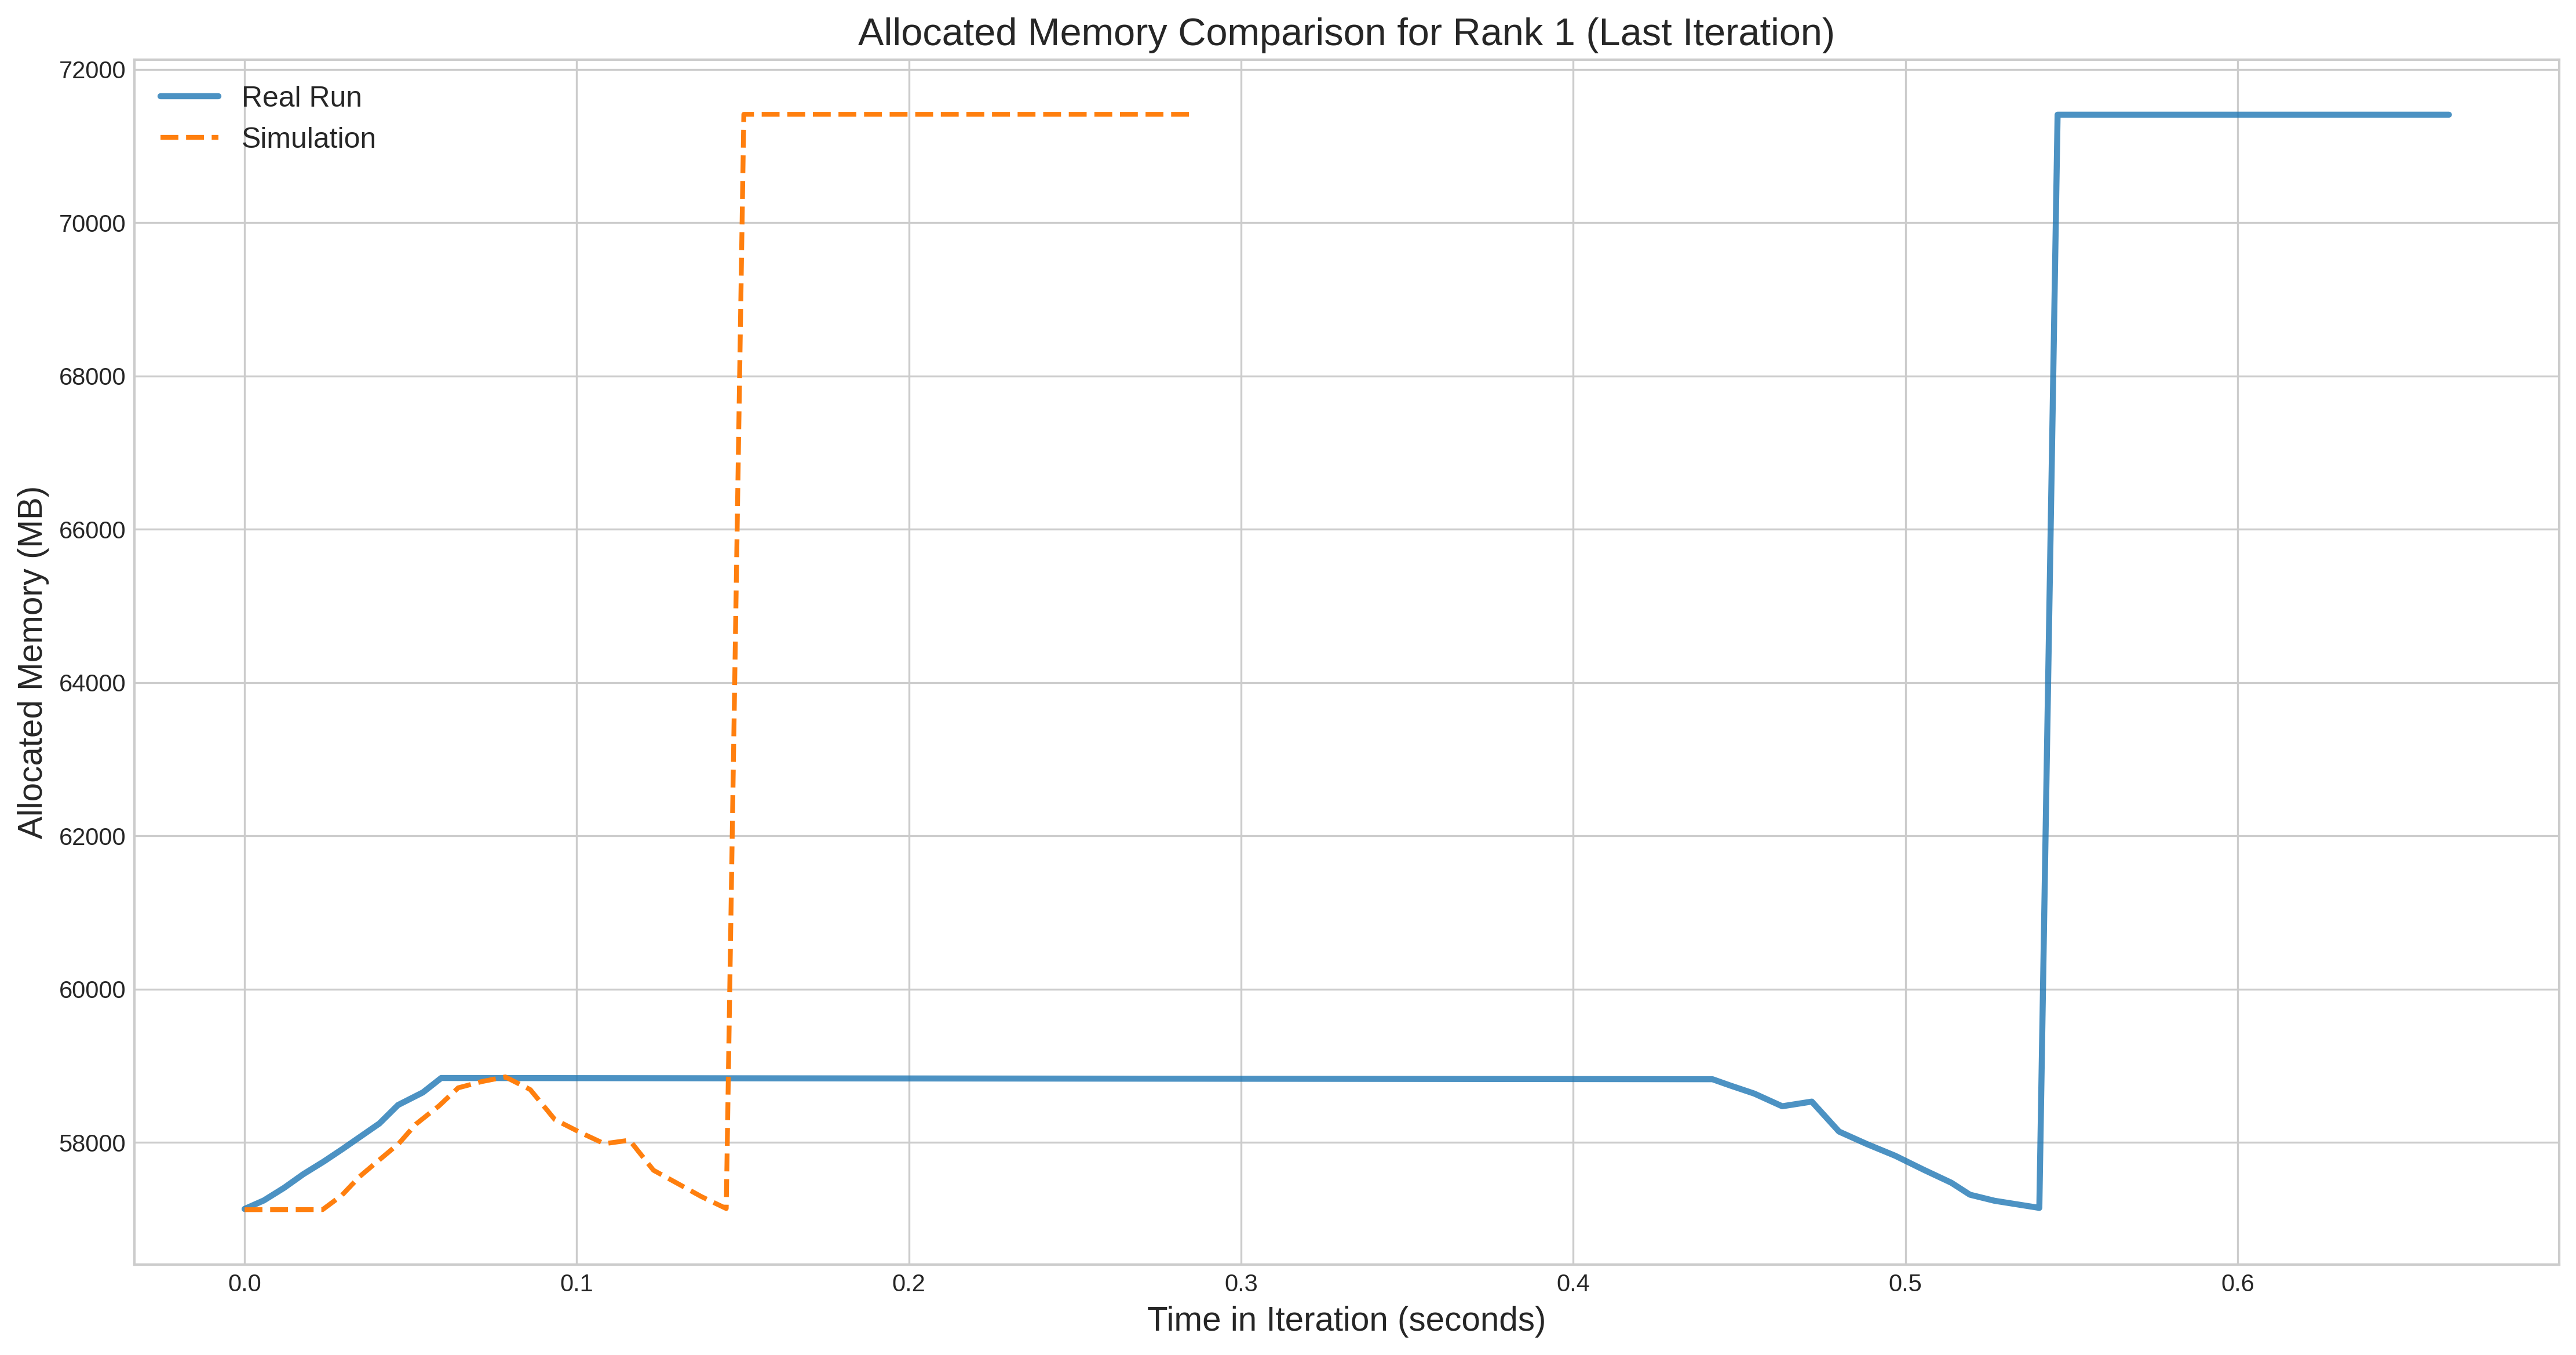 Allocated Memory Comparison for Rank 1 (Last Iteration)
Real Run
Simulation
Allocated Memory (MB)
72000
70000
68000
66000
64000
62000
60000
58000
0.0 0.1 0.2 0.3 0.4 0.5 0.6
Time in Iteration (seconds)